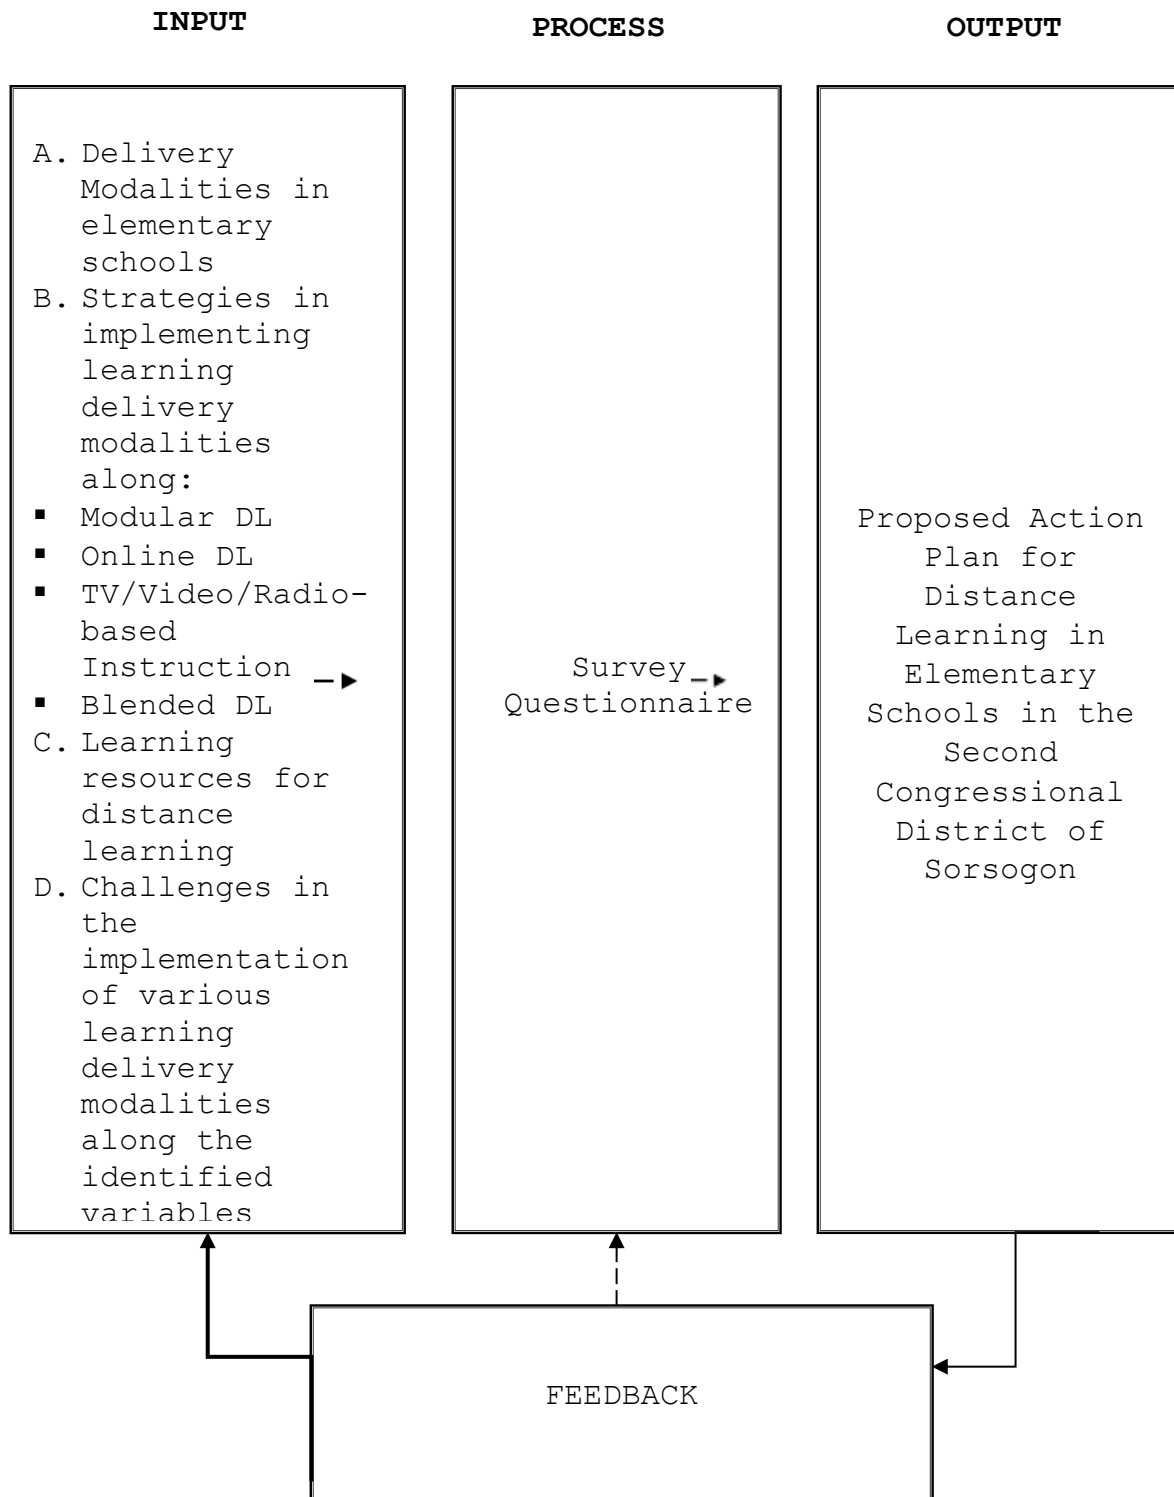 INPUT
PROCESS
OUTPUT
A. Delivery
Modalities in
elementary
schools
B. Strategies in
implementing
learning
delivery
modalities
along:
▪ Modular DL
▪ Online DL
▪ TV/Video/Radio-
based
Instruction
▪ Blended DL
C. Learning
resources for
distance
learning
D. Challenges in
the
implementation
of various
learning
delivery
modalities
along the
identified
variables
Survey
Questionnaire
Proposed Action
Plan for
Distance
Learning in
Elementary
Schools in the
Second
Congressional
District of
Sorsogon
FEEDBACK